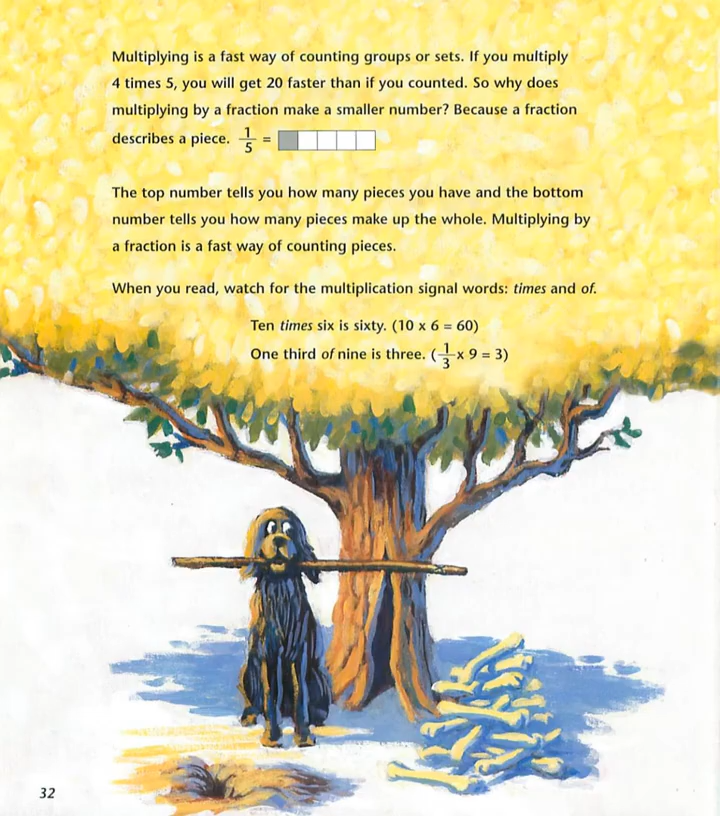 Multiplying is a fast way of counting groups or sets. If you multiply
4 times 5, you will get 20 faster than if you counted. So why does
multiplying by a fraction make a smaller number? Because a fraction
describes a piece. 1/5 =
The top number tells you how many pieces you have and the bottom
number tells you how many pieces make up the whole. Multiplying by
a fraction is a fast way of counting pieces.
When you read, watch for the multiplication signal words: times and of.
Ten times six is sixty. (10 x 6 = 60)
One third of nine is three. (1/3 x 9 = 3)
32